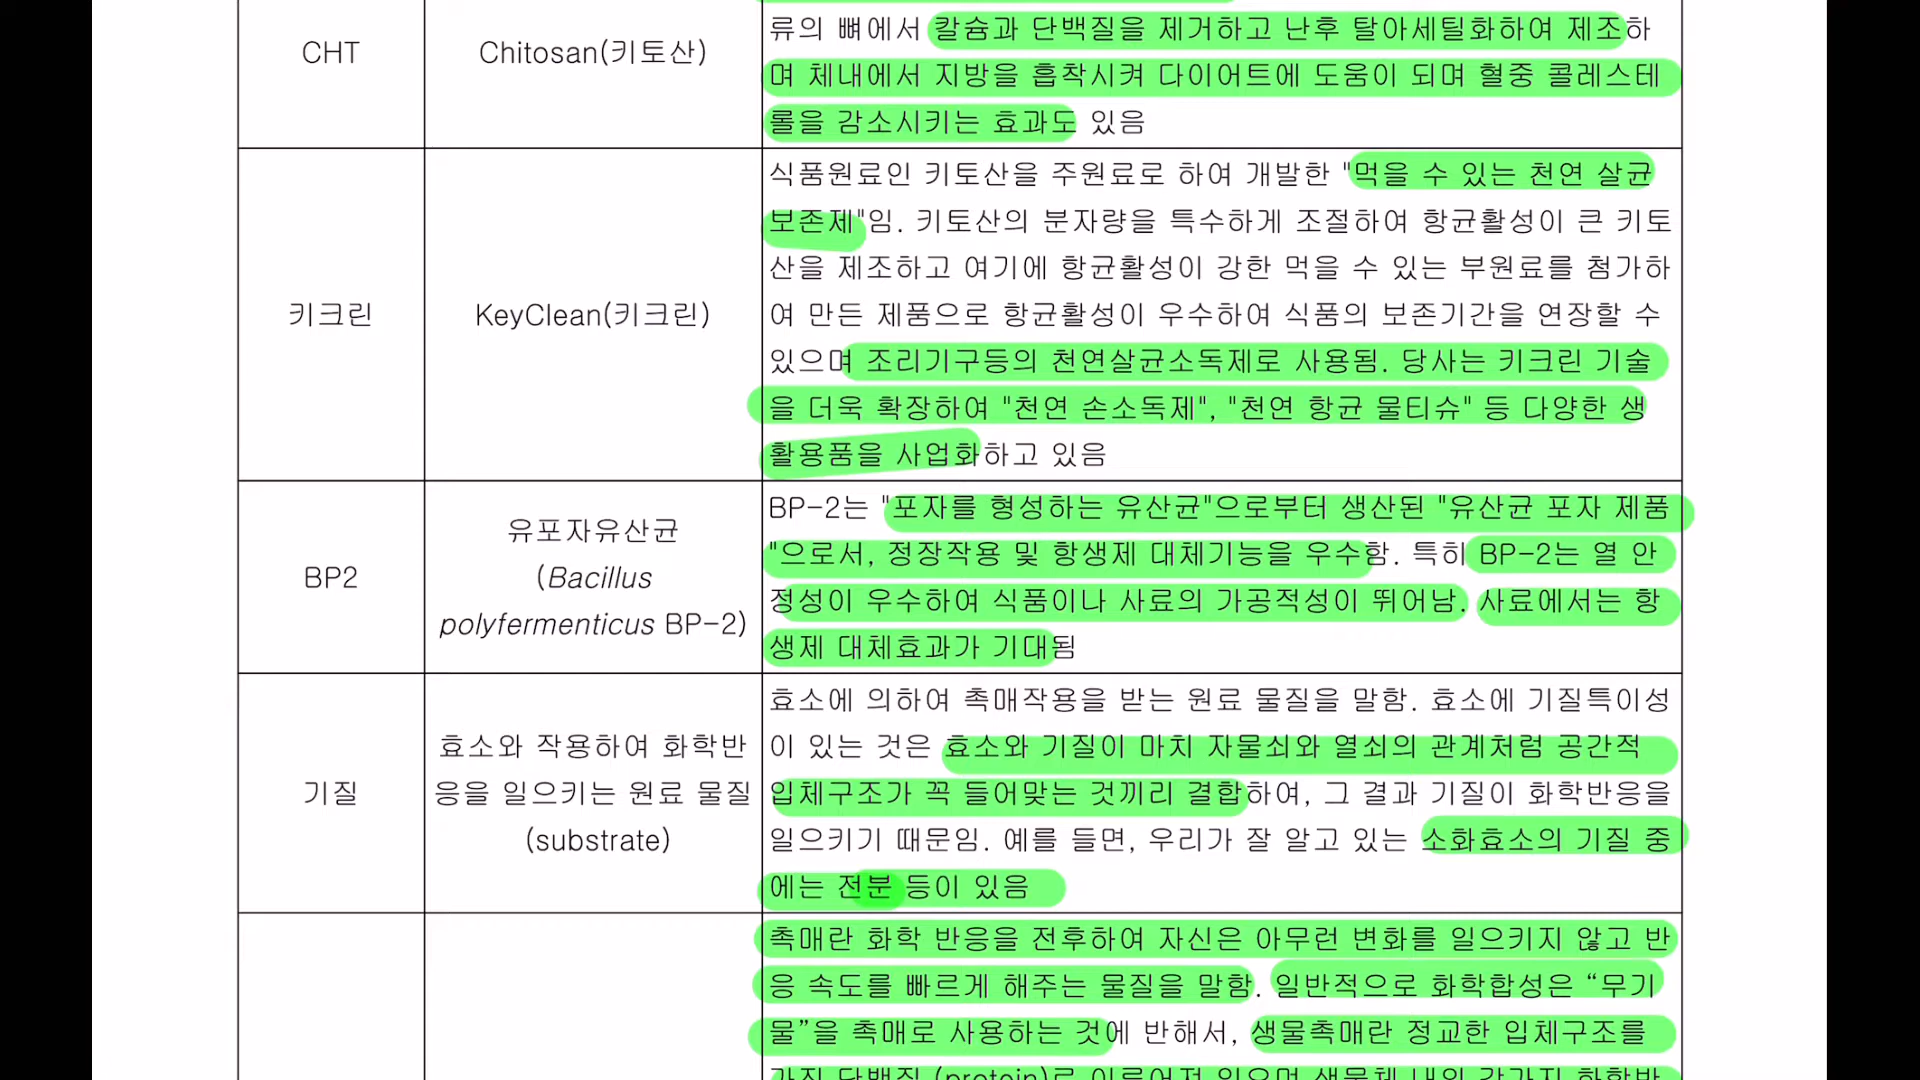 CHT
Chitosan(키토산)
류의 뼈에서 칼슘과 단백질을 제거하고 난후 탈아세틸화하여 제조하
며 체내에서 지방을 흡착시켜 다이어트에 도움이 되며 혈중 콜레스테
롤을 감소시키는 효과도 있음
키크린
KeyClean(키크린)
식품원료인 키토산을 주원료로 하여 개발한 "먹을 수 있는 천연 살균
보존제"임. 키토산의 분자량을 특수하게 조절하여 항균활성이 큰 키토
산을 제조하고 여기에 항균활성이 강한 먹을 수 있는 부원료를 첨가하
여 만든 제품으로 항균활성이 우수하여 식품의 보존기간을 연장할 수
있으며 조리기구등의 천연살균소독제로 사용됨. 당사는 키크린 기술
을 더욱 확장하여 "천연 손소독제", "천연 항균 물티슈" 등 다양한 생
활용품을 사업화하고 있음
BP2
유포자유산균
(Bacillus
polyfermenticus BP-2)
BP-2는 "포자를 형성하는 유산균"으로부터 생산된 "유산균 포자 제품
"으로서, 정장작용 및 항생제 대체기능을 우수함. 특히 BP-2는 열 안
정성이 우수하여 식품이나 사료의 가공적성이 뛰어남. 사료에서는 항
생제 대체효과가 기대됨
기질
효소와 작용하여 화학반
응을 일으키는 원료 물질
(substrate)
효소에 의하여 촉매작용을 받는 원료 물질을 말함. 효소에 기질특이성
이 있는 것은 효소와 기질이 마치 자물쇠와 열쇠의 관계처럼 공간적
입체구조가 꼭 들어맞는 것끼리 결합하여, 그 결과 기질이 화학반응을
일으키기 때문임. 예를 들면, 우리가 잘 알고 있는 소화효소의 기질 중
에는 전분 등이 있음
촉매란 화학 반응을 전후하여 자신은 아무런 변화를 일으키지 않고 반
응 속도를 빠르게 해주는 물질을 말함. 일반적으로 화학합성은 “무기
물”을 촉매로 사용하는 것에 반해서, 생물촉매란 정교한 입체구조를
가진 단백질 (protein)로 이루어져 있으며 생물체 내의 각가지 화학반